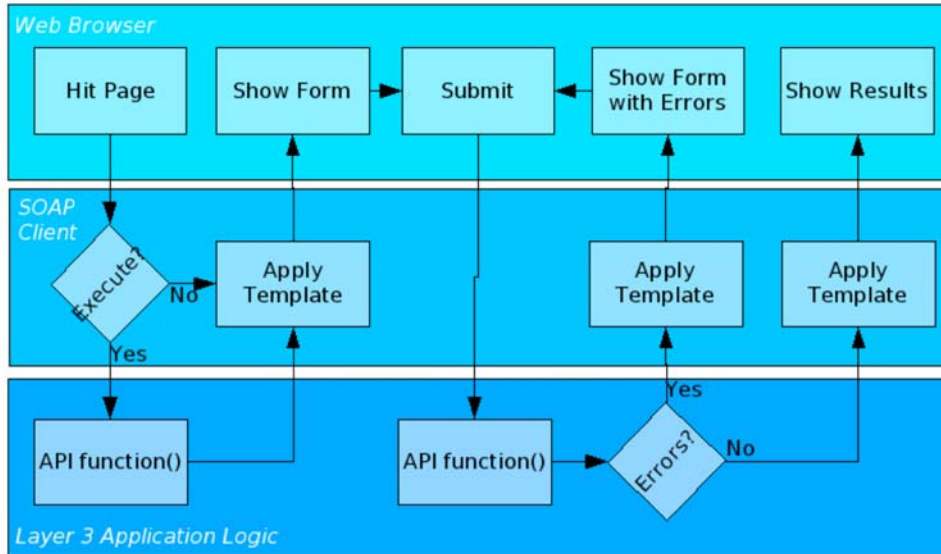 Web Browser
Hit Page
Show Form
Submit
Show Form
with Errors
Show Results
SOAP
Client
Execute?
No
Yes
Apply
Template
Apply
Template
Apply
Template
API function()
API function()
Errors?
Yes
No
Layer 3 Application Logic